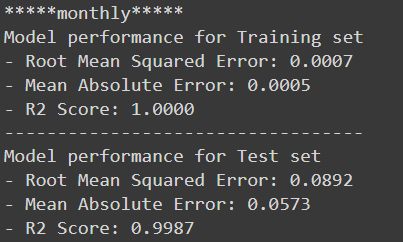 *****monthly*****
Model performance for Training set
- Root Mean Squared Error: 0.0007
- Mean Absolute Error: 0.0005
- R2 Score: 1.0000
----------------------------------
Model performance for Test set
- Root Mean Squared Error: 0.0892
- Mean Absolute Error: 0.0573
- R2 Score: 0.9987